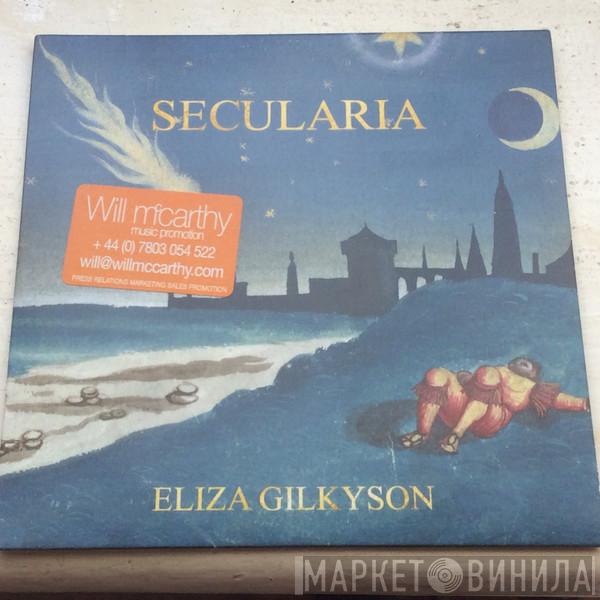 SECULARIA
Will mccarthy
music promotion
+ 44 (0) 7803 054 522
will@willmccarthy.com
PRESS RELATIONS MARKETING SALES PROMOTION
ELIZA GILKYSON
МАРКЕТ ВИНИЛА